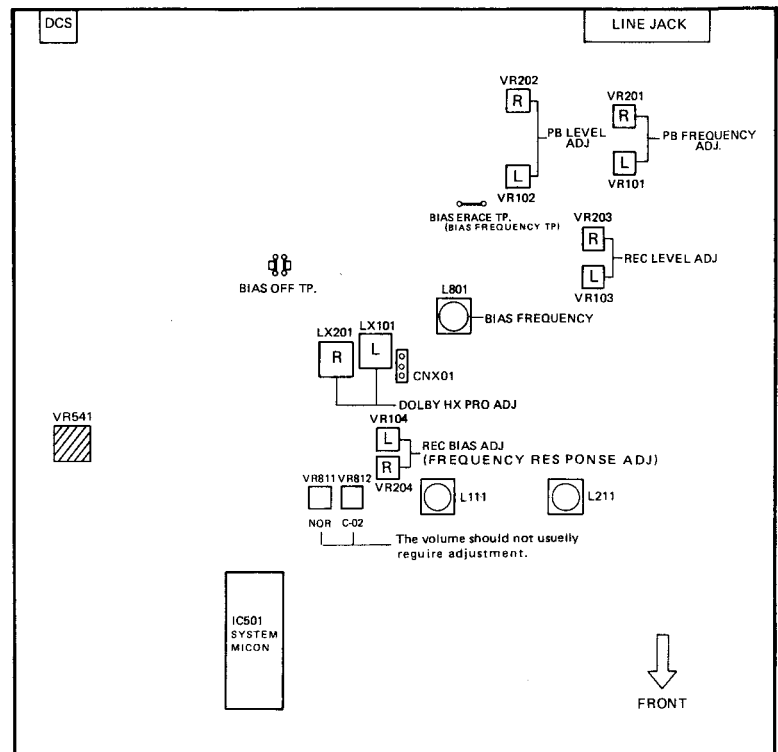 DCS
LINE JACK
VR202
R
PB LEVEL
ADJ
L
VR102
VR201
R
PB FREQUENCY
ADJ.
L
VR101
BIAS ERACE TP.
(BIAS FREQUENCY TP)
VR203
R
REC LEVEL ADJ
L
VR103
BIAS OFF TP.
L801
BIAS FREQUENCY
LX201
LX101
R
L
CNX01
DOLBY HX PRO ADJ
VR541
VR104
L
REC BIAS ADJ
(FREQUENCY RESPONSE ADJ)
R
VR204
VR811
VR812
L111
L211
NOR
C-02
The volume should not usually
reguire adjustment.
IC501
SYSTEM
MICON
FRONT